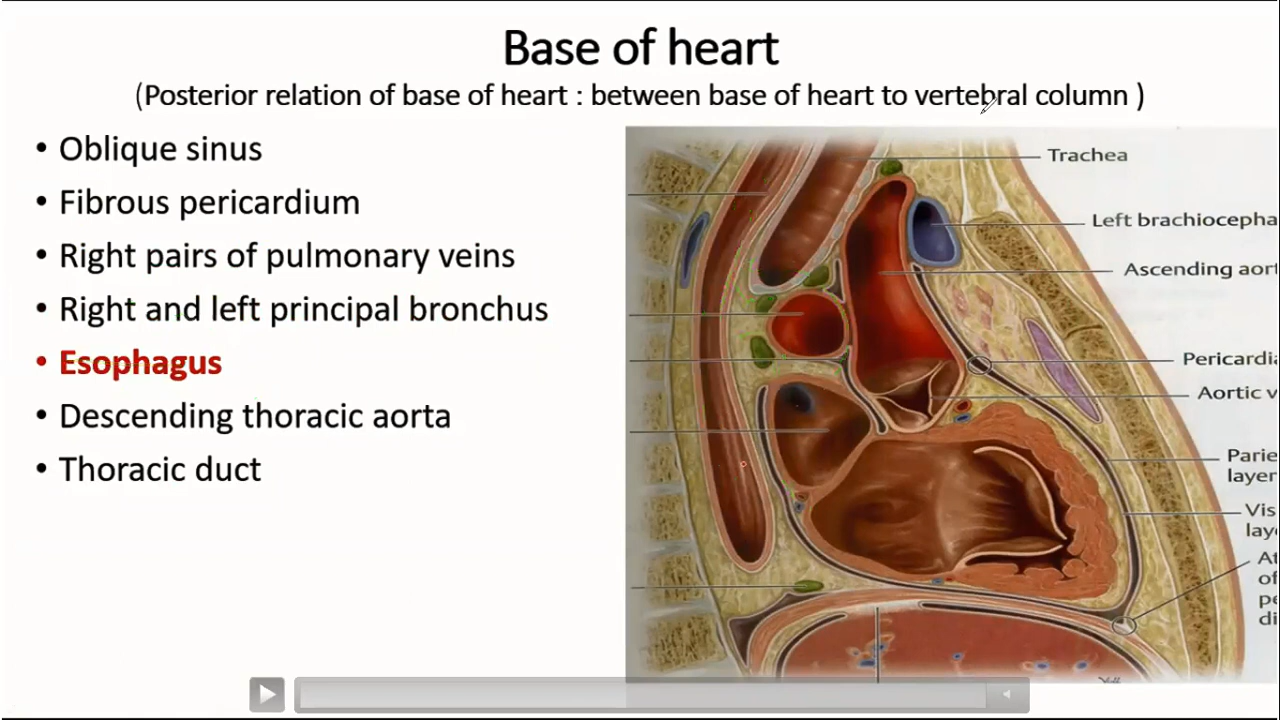 Base of heart
(Posterior relation of base of heart : between base of heart to vertebral column )
• Oblique sinus
• Fibrous pericardium
• Right pairs of pulmonary veins
• Right and left principal bronchus
• Esophagus
• Descending thoracic aorta
• Thoracic duct
Trachea
Left brachiocepha
Ascending aort
Pericardia
Aortic v
Parie
layer
Vis
laye
At
of
pe
di